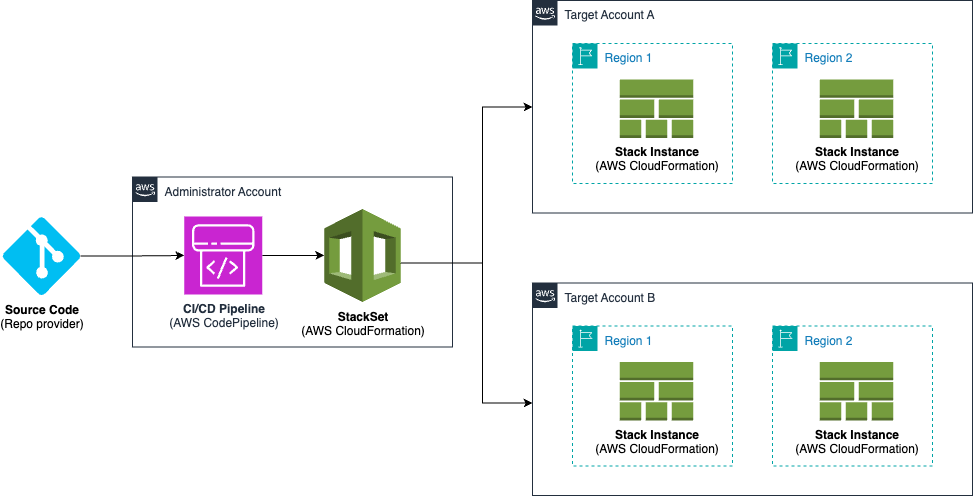 aws
Target Account A
Region 1
Region 2
Stack Instance
(AWS CloudFormation)
Stack Instance
(AWS CloudFormation)
aws
Administrator Account
Source Code
(Repo provider)
CI/CD Pipeline
(AWS CodePipeline)
StackSet
(AWS CloudFormation)
aws
Target Account B
Region 1
Region 2
Stack Instance
(AWS CloudFormation)
Stack Instance
(AWS CloudFormation)